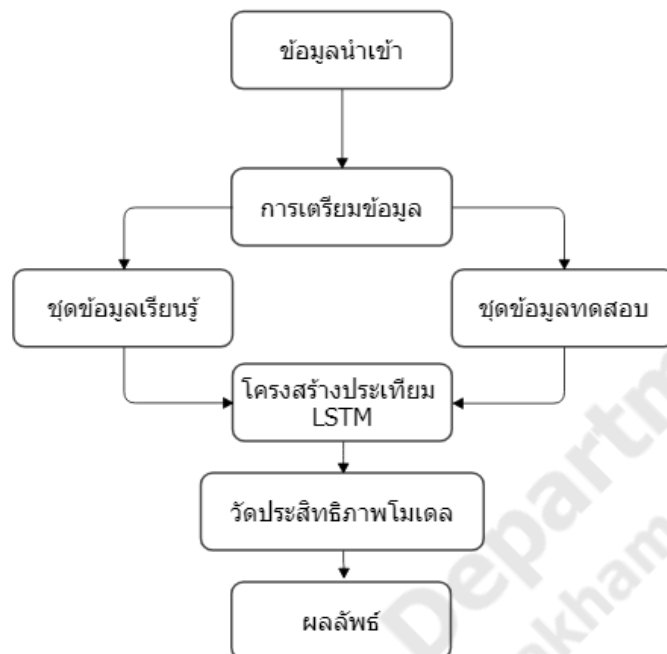 ข้อมูลนำเข้า
การเตรียมข้อมูล
ชุดข้อมูลเรียนรู้
ชุดข้อมูลทดสอบ
โครงสร้างประเทียม
LSTM
วัดประสิทธิภาพโมเดล
ผลลัพธ์